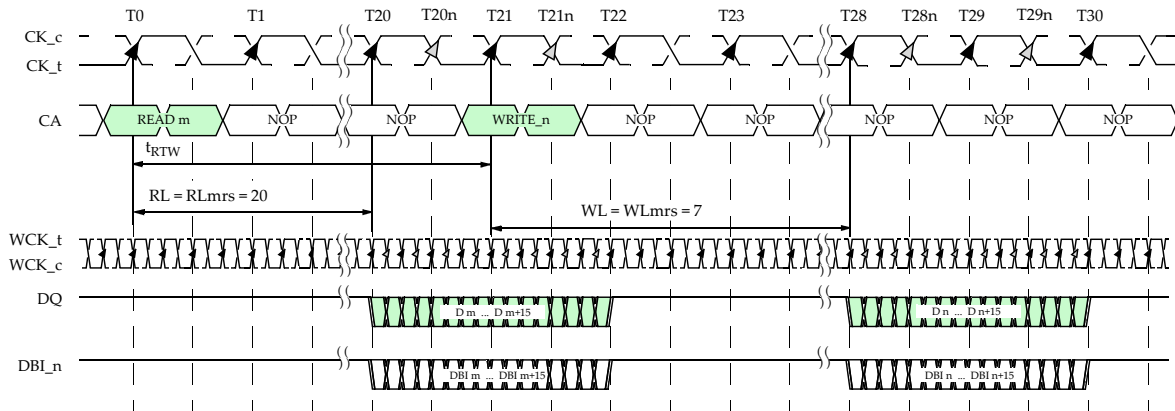 T0 T1 T20 T20n T21 T21n T22 T23 T28 T28n T29 T29n T30
CK_c
CK_t
CA READ m NOP NOP WRITE_n NOP NOP NOP NOP NOP
tRTW
RL = RLmrs = 20
WL = WLmrs = 7
WCK_t
WCK_c
DQ D m ... D m+15 D n ... D n+15
DBI_n DBI m ... DBI m+15 DBI n ... DBI n+15